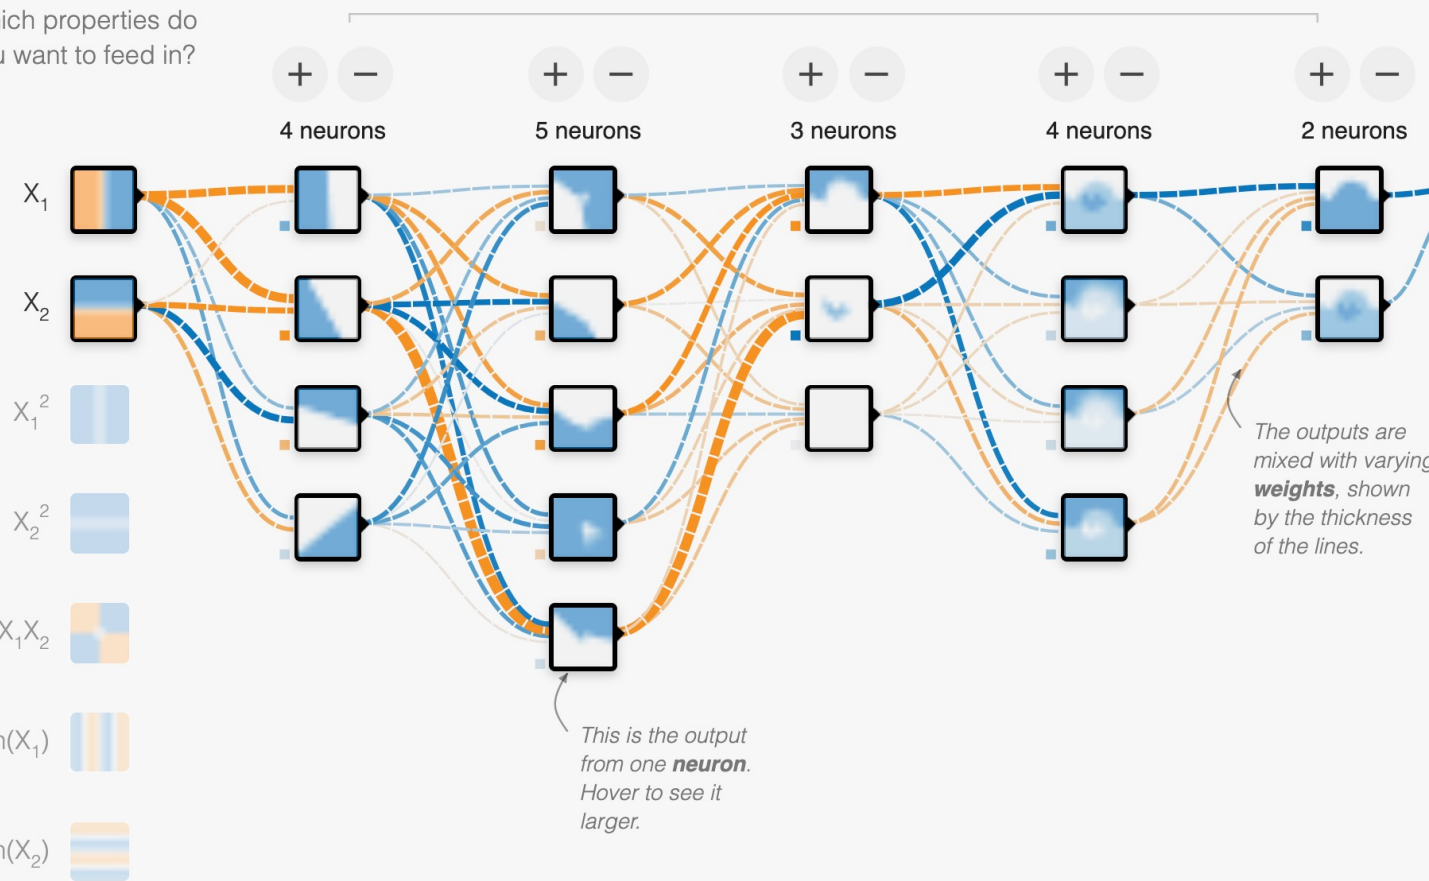 hich properties do
u want to feed in?
+ − + − + − + − + −
4 neurons 5 neurons 3 neurons 4 neurons 2 neurons
X₁
X₂
X₁²
X₂²
X₁X₂
n(X₁)
n(X₂)
The outputs are
mixed with varying
weights, shown
by the thickness
of the lines.
This is the output
from one neuron.
Hover to see it
larger.